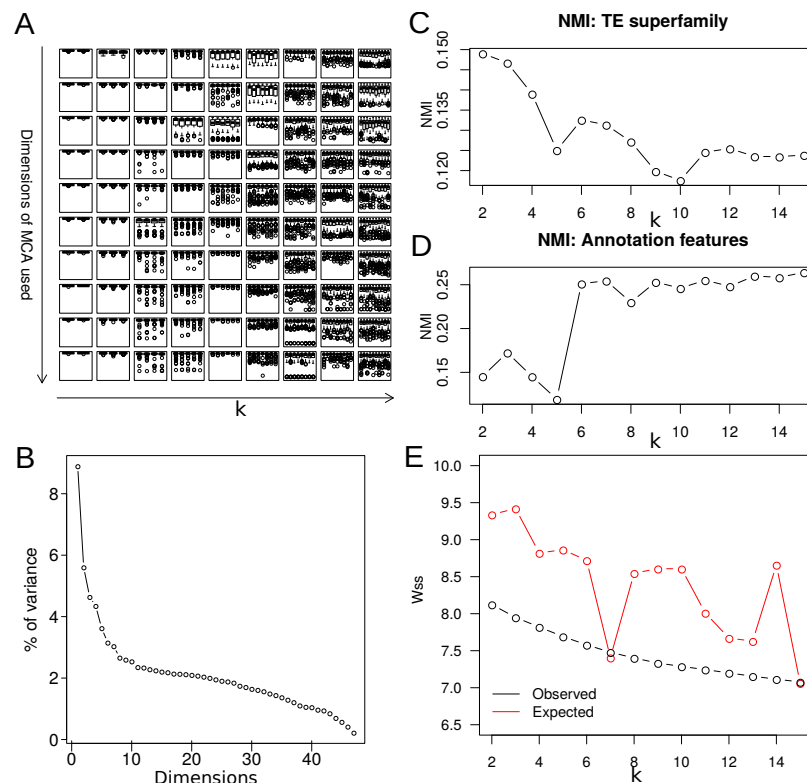 A
Dimensions of MCA used
k
B
% of variance
8
6
4
2
0
0 10 20 30 40
Dimensions
C
NMI: TE superfamily
NMI
0.150
0.135
0.120
2 4 6 8 10 12 14
k
D
NMI: Annotation features
NMI
0.25
0.20
0.15
2 4 6 8 10 12 14
k
E
Wss
10.0
9.5
9.0
8.5
8.0
7.5
7.0
6.5
Observed
Expected
2 4 6 8 10 12 14
k